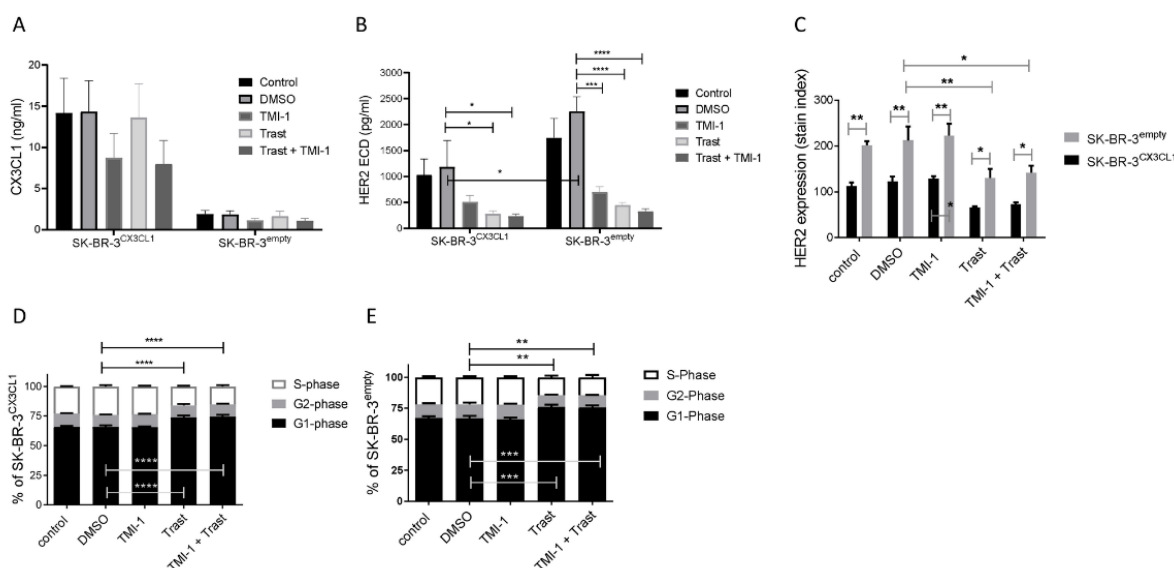 A
CX3CL1 (ng/ml)
20
15
10
5
0
SK-BR-3CX3CL1
SK-BR-3empty
Control
DMSO
TMI-1
Trast
Trast + TMI-1
B
HER2 ECD (pg/ml)
3000
2500
2000
1500
1000
500
0
*
*
*
****
****
***
SK-BR-3CX3CL1
SK-BR-3empty
Control
DMSO
TMI-1
Trast
Trast + TMI-1
C
HER2 expression (stain index)
300
200
100
0
*
**
**
**
**
*
*
*
control
DMSO
TMI-1
Trast
TMI-1 + Trast
SK-BR-3empty
SK-BR-3CX3CL1
D
% of SK-BR-3CX3CL1
100
75
50
25
0
****
****
****
****
control
DMSO
TMI-1
Trast
TMI-1 + Trast
S-phase
G2-phase
G1-phase
E
% of SK-BR-3empty
100
75
50
25
0
**
**
***
***
control
DMSO
TMI-1
Trast
TMI-1 + Trast
S-Phase
G2-Phase
G1-Phase